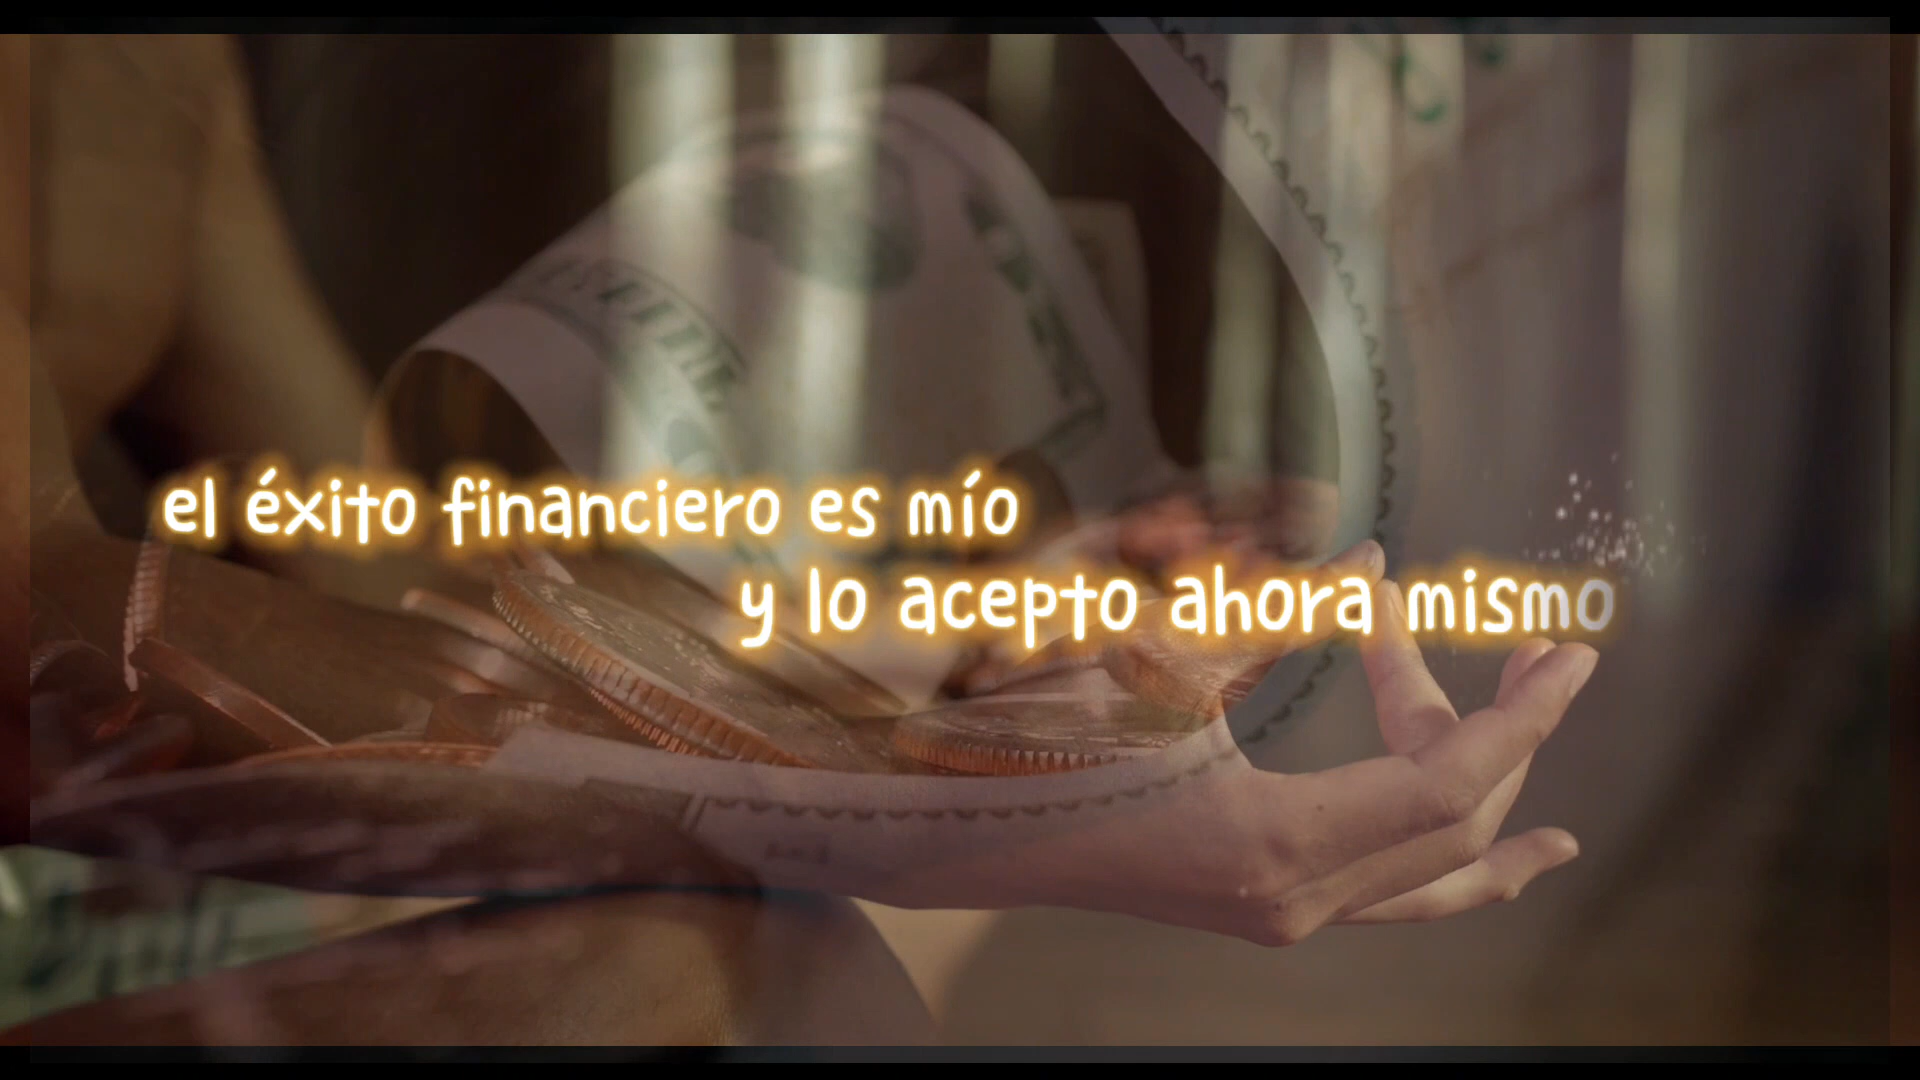 el éxito financiero es mío
y lo acepto ahora mismo